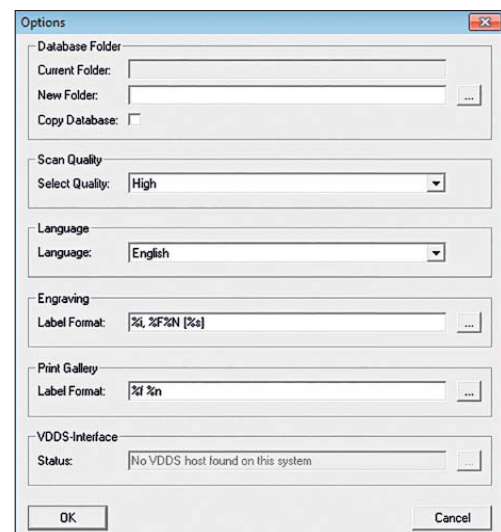 Options
Database Folder
Current Folder:
New Folder:
...
Copy Database:
Scan Quality
Select Quality: High
Language
Language: English
Engraving
Label Format: %i, %F%N [%s]
...
Print Gallery
Label Format: %f %n
...
VDDS-Interface
Status: No VDDS host found on this system
...
OK Cancel